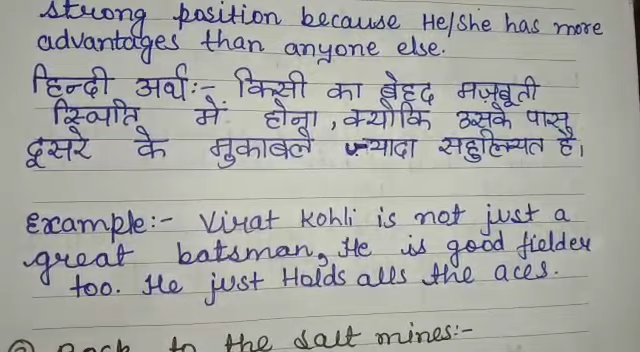 strong position because He/she has more
advantages than anyone else.
हिन्दी अर्थ:- किसी का बेहद मज़बूती
स्थिति में होना, क्योंकि उसके पास
दूसरे के मुकाबले ज्यादा सहुलियत है।
Example:- Virat Kohli is not just a
great batsman, He is good fielder
too. He just Holds alls the aces.
Back to the salt mines:-